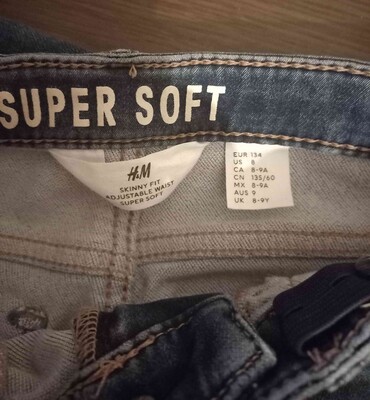 SUPER SOFT
H&M
SKINNY FIT
ADJUSTABLE WAIST
SUPER SOFT
EUR 134
US 8
CA 8-9A
CN 135/60
MX 8-9A
AUS 9
UK 8-9Y